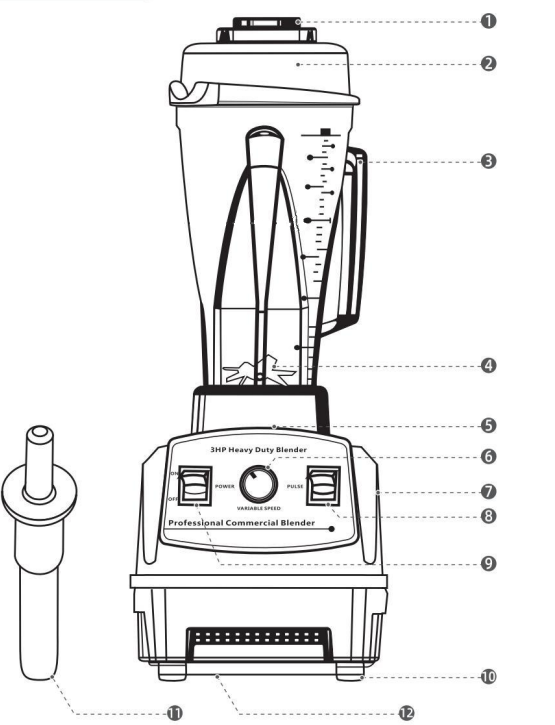 1
2
3
4
5
3HP Heavy Duty Blender
6
ON
POWER
PULSE
7
OFF
8
VARIABLE SPEED
Professional Commercial Blender
9
10
11
12